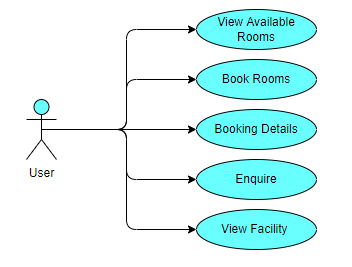 View Available
Rooms
Book Rooms
Booking Details
Enquire
View Facility
User